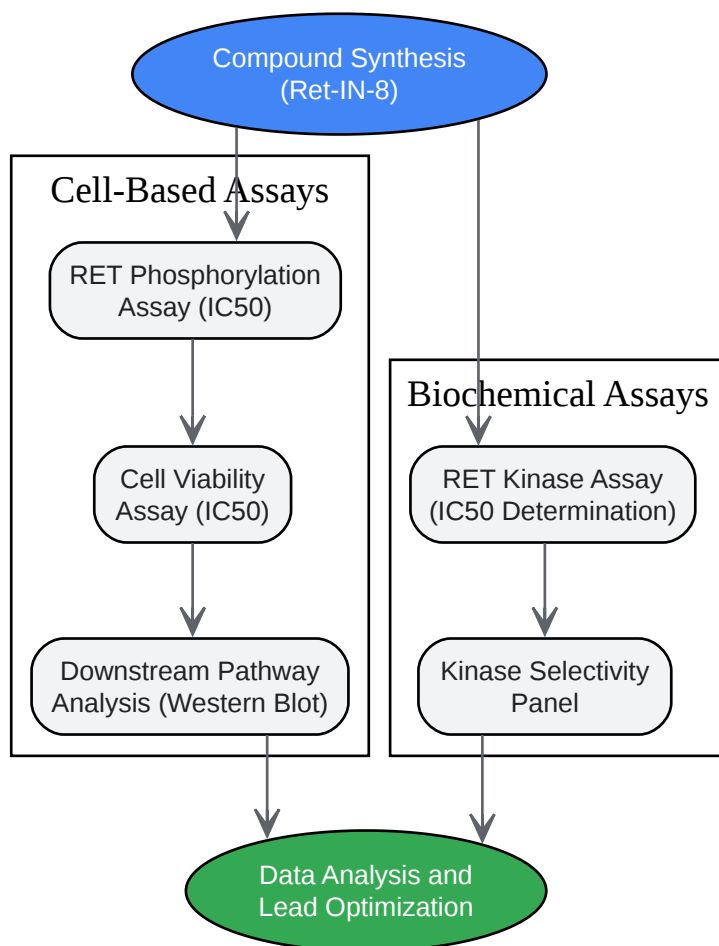 Compound Synthesis
(Ret-IN-8)
Cell-Based Assays
RET Phosphorylation
Assay (IC50)
Cell Viability
Assay (IC50)
Downstream Pathway
Analysis (Western Blot)
Biochemical Assays
RET Kinase Assay
(IC50 Determination)
Kinase Selectivity
Panel
Data Analysis and
Lead Optimization